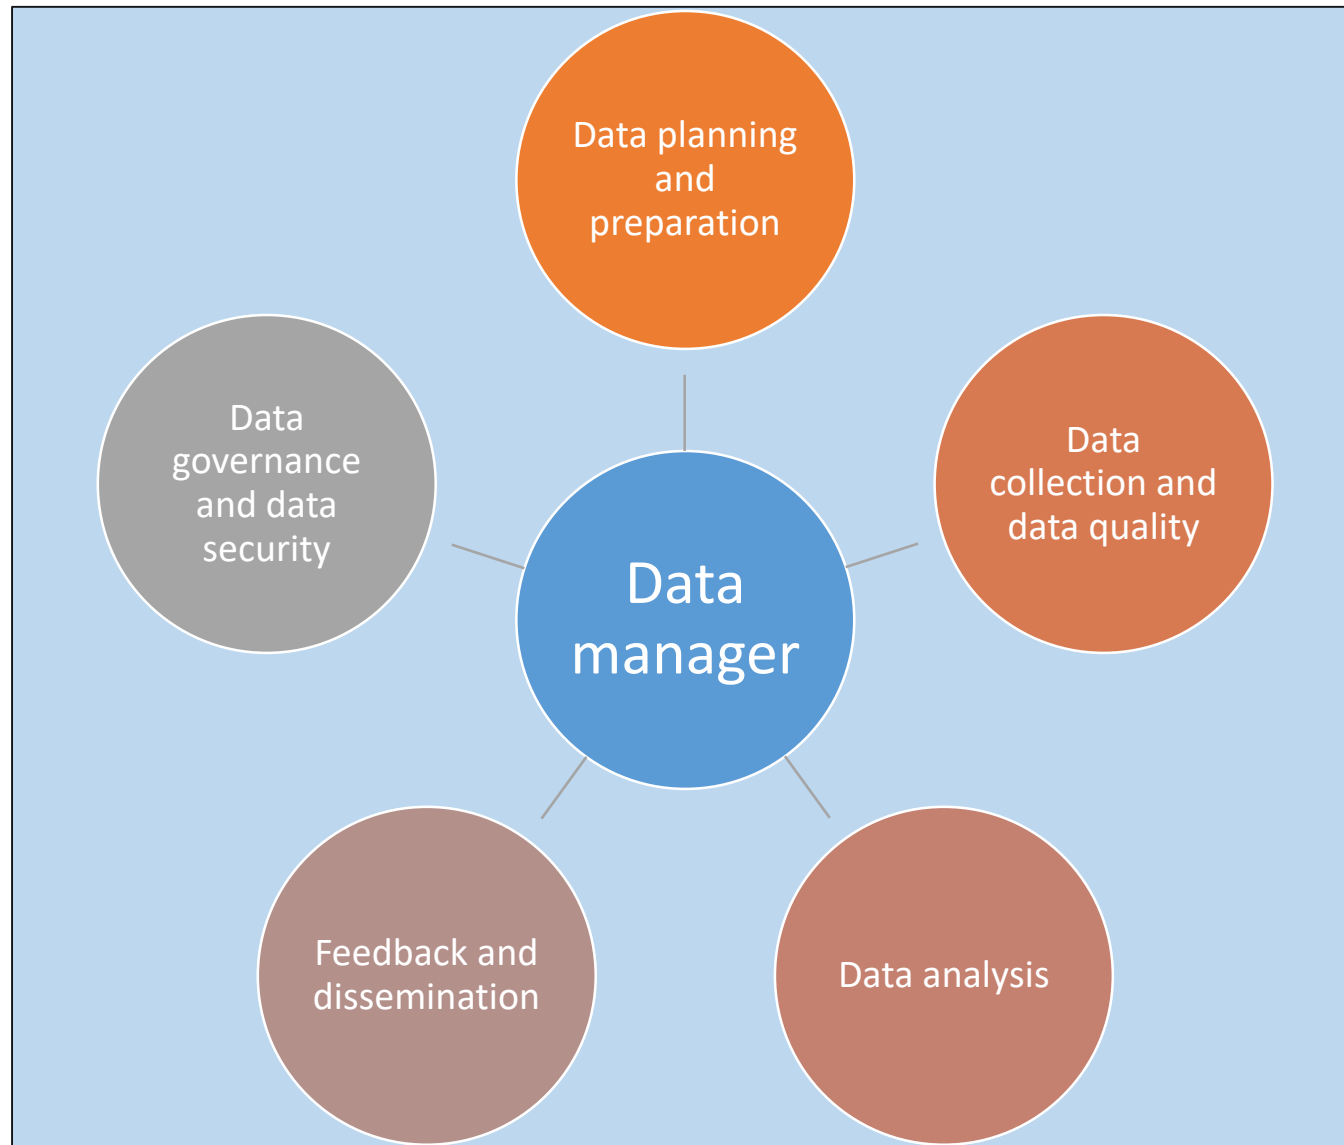 Data planning
and
preparation
Data
governance
and data
security
Data
collection and
data quality
Data
manager
Feedback and
dissemination
Data analysis